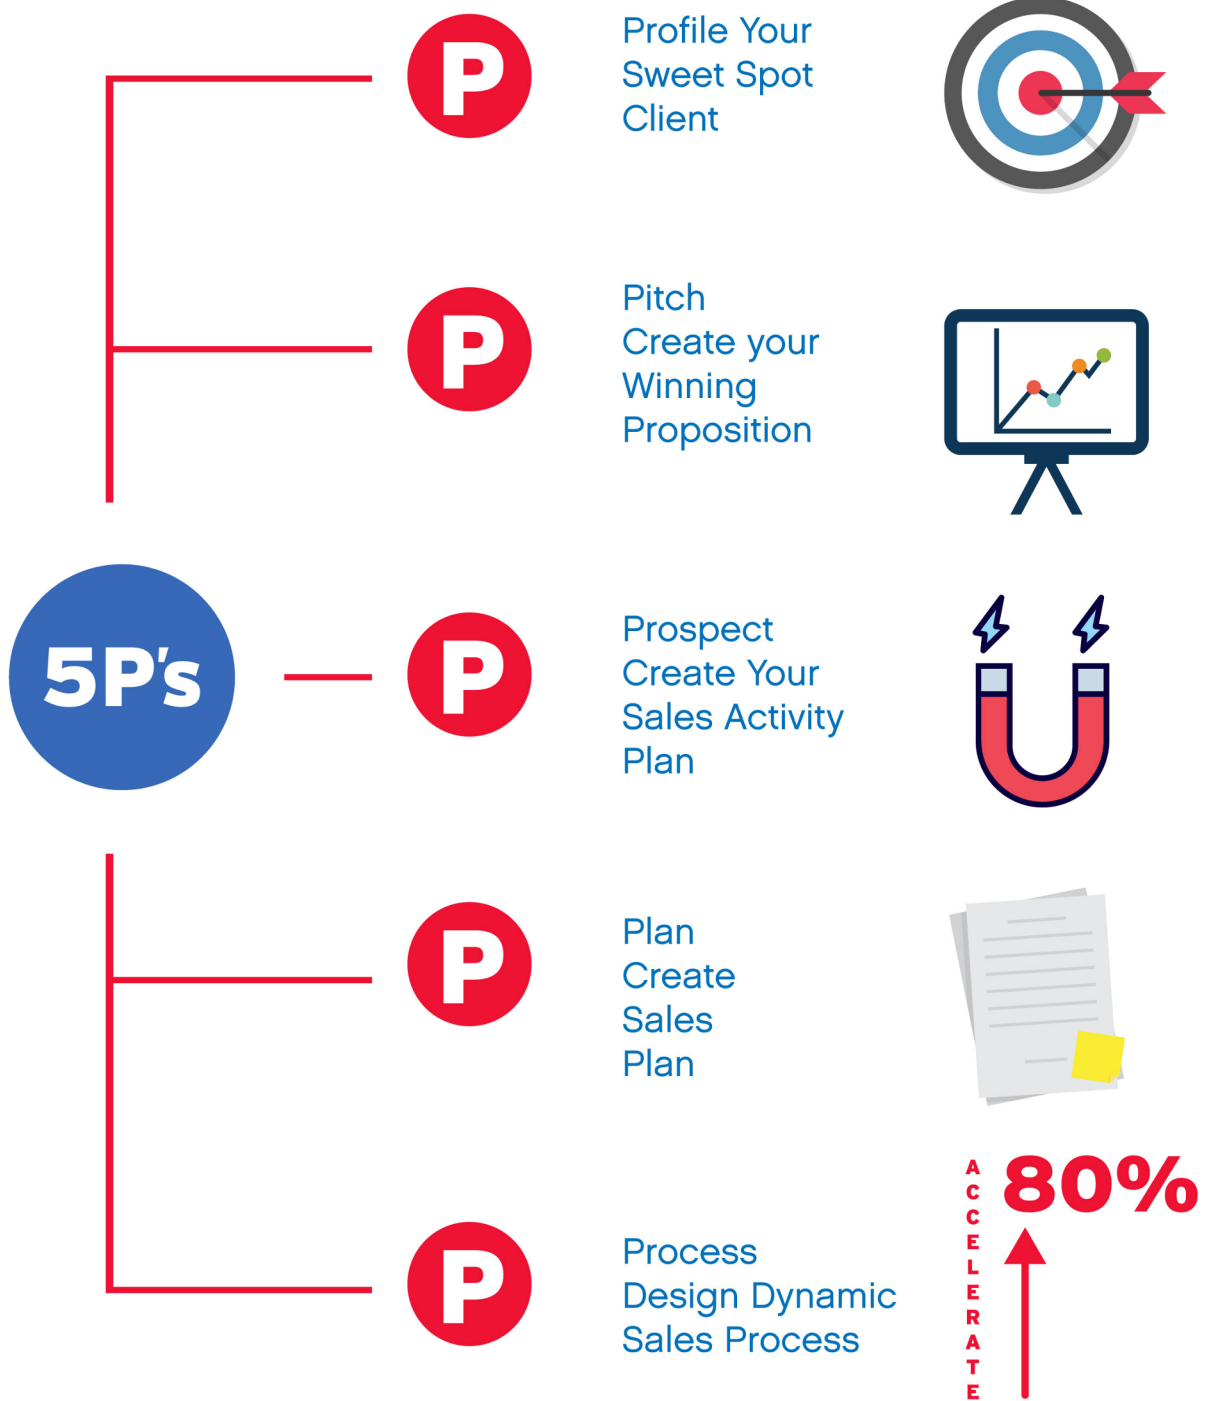 P
Profile Your
Sweet Spot
Client
P
Pitch
Create your
Winning
Proposition
5P's
P
Prospect
Create Your
Sales Activity
Plan
P
Plan
Create
Sales
Plan
P
Process
Design Dynamic
Sales Process
ACCELERATE
80%